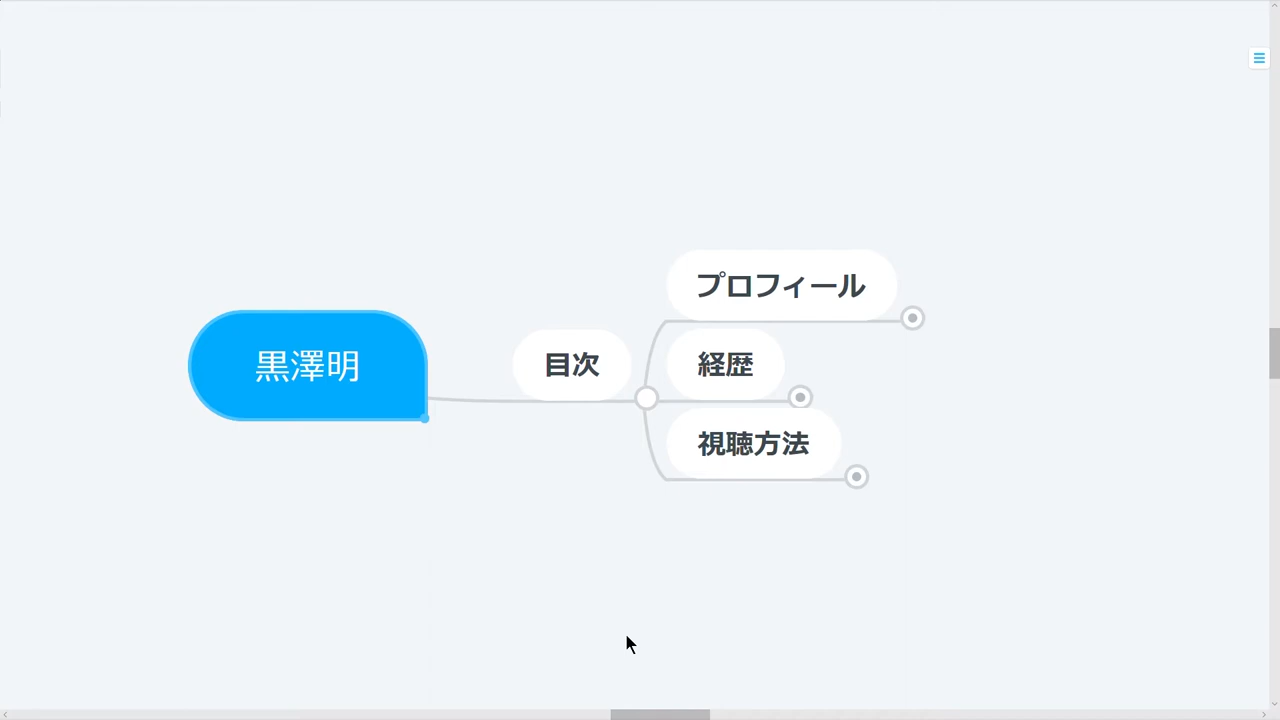 黒澤明
目次
プロフィール
経歴
視聴方法